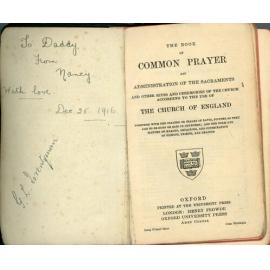 To Daddy
From
Nancy
With love.
Dec 25. 1916
THE BOOK
OF
COMMON PRAYER
AND
ADMINISTRATION OF THE SACRAMENTS
AND OTHER RITES AND CEREMONIES OF THE CHURCH
ACCORDING TO THE USE OF
THE CHURCH OF ENGLAND
OXFORD
PRINTED AT THE UNIVERSITY PRESS
LONDON: HENRY FROWDE
OXFORD UNIVERSITY PRESS
AMEN CORNER